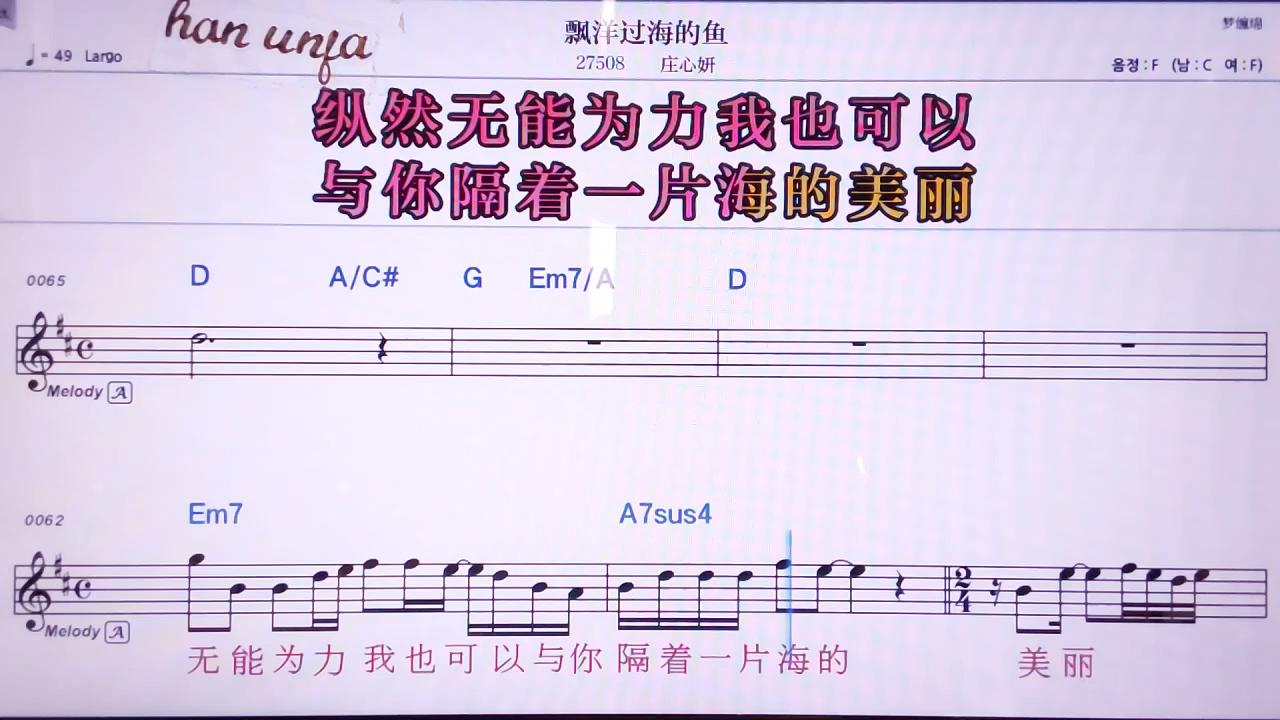 han unja
飘洋过海的鱼
♩= 49 Largo
27508 庄心妍
음정 : F (남 : C 여 : F)
纵然无能为力我也可以
与你隔着一片海的美丽
0065 D A/C# G Em7/A D
Melody A
0062 Em7 A7sus4
2/4
Melody A
无能为力 我也可以与你 隔着一片海的 美丽